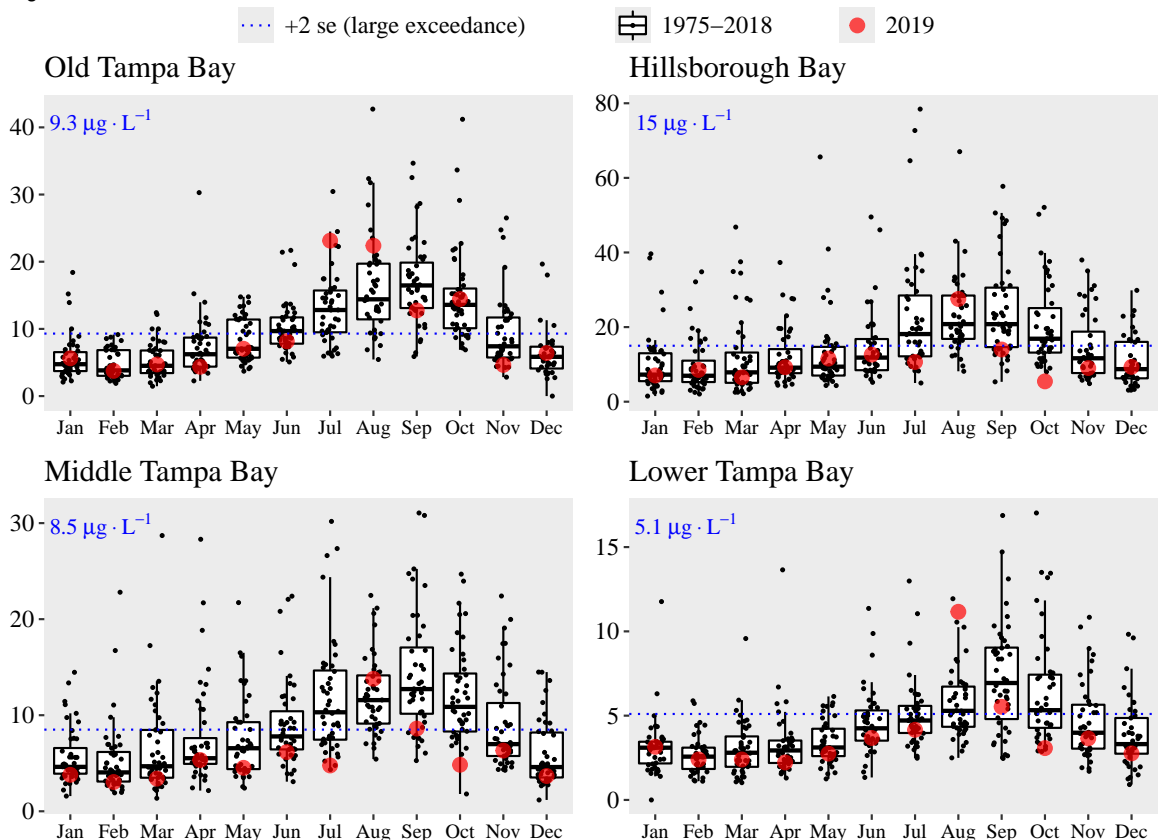 +2 se (large exceedance) 1975−2018 2019
Old Tampa Bay Hillsborough Bay
9.3 μg · L⁻¹ 15 μg · L⁻¹
40 80
30 60
20 40
10 20
0 0
Jan Feb Mar Apr May Jun Jul Aug Sep Oct Nov Dec Jan Feb Mar Apr May Jun Jul Aug Sep Oct Nov Dec
Middle Tampa Bay Lower Tampa Bay
8.5 μg · L⁻¹ 5.1 μg · L⁻¹
30 15
20 10
10 5
0 0
Jan Feb Mar Apr May Jun Jul Aug Sep Oct Nov Dec Jan Feb Mar Apr May Jun Jul Aug Sep Oct Nov Dec